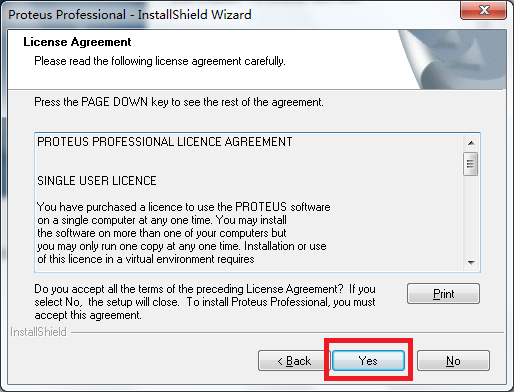 Proteus Professional - InstallShield Wizard
License Agreement
Please read the following license agreement carefully.
Press the PAGE DOWN key to see the rest of the agreement.
PROTEUS PROFESSIONAL LICENCE AGREEMENT
SINGLE USER LICENCE
You have purchased a licence to use the PROTEUS software
on a single computer at any one time. You may install
the software on more than one of your computers but
you may only run one copy at any one time. Installation or use
of this licence in a virtual environment requires
Do you accept all the terms of the preceding License Agreement?  If you
select No,  the setup will close.  To install Proteus Professional, you must
accept this agreement.
Print
InstallShield
< Back
Yes
No